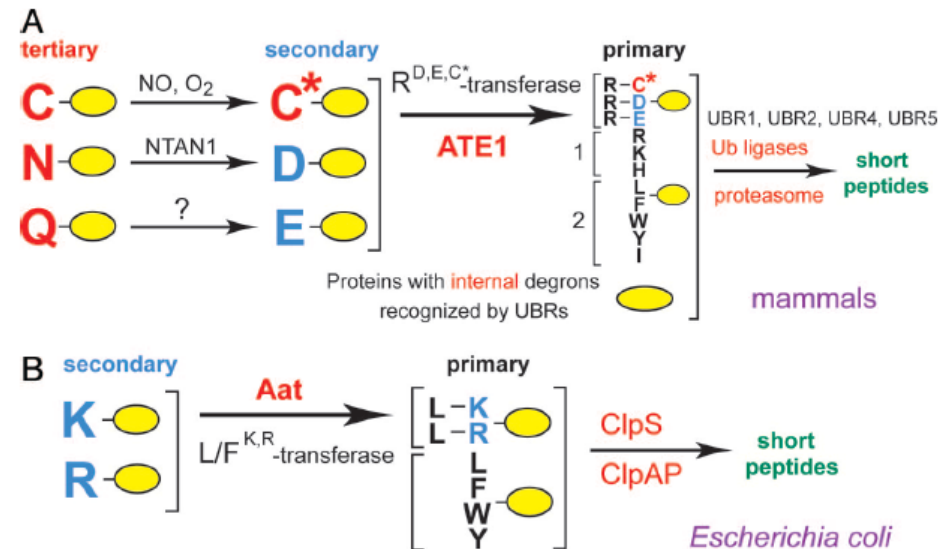 A
tertiary
secondary
primary
C
NO, O2
C*
R^D,E,C*-transferase
ATE1
R – C*
R – D
R – E
N
NTAN1
D
Q
?
E
1
R
K
H
2
L
F
W
Y
I
UBR1, UBR2, UBR4, UBR5
Ub ligases
proteasome
short
peptides
Proteins with internal degrons
recognized by UBRs
mammals
B
secondary
primary
K
R
Aat
L/F^K,R-transferase
L – K
L – R
L
F
W
Y
ClpS
ClpAP
short
peptides
Escherichia coli